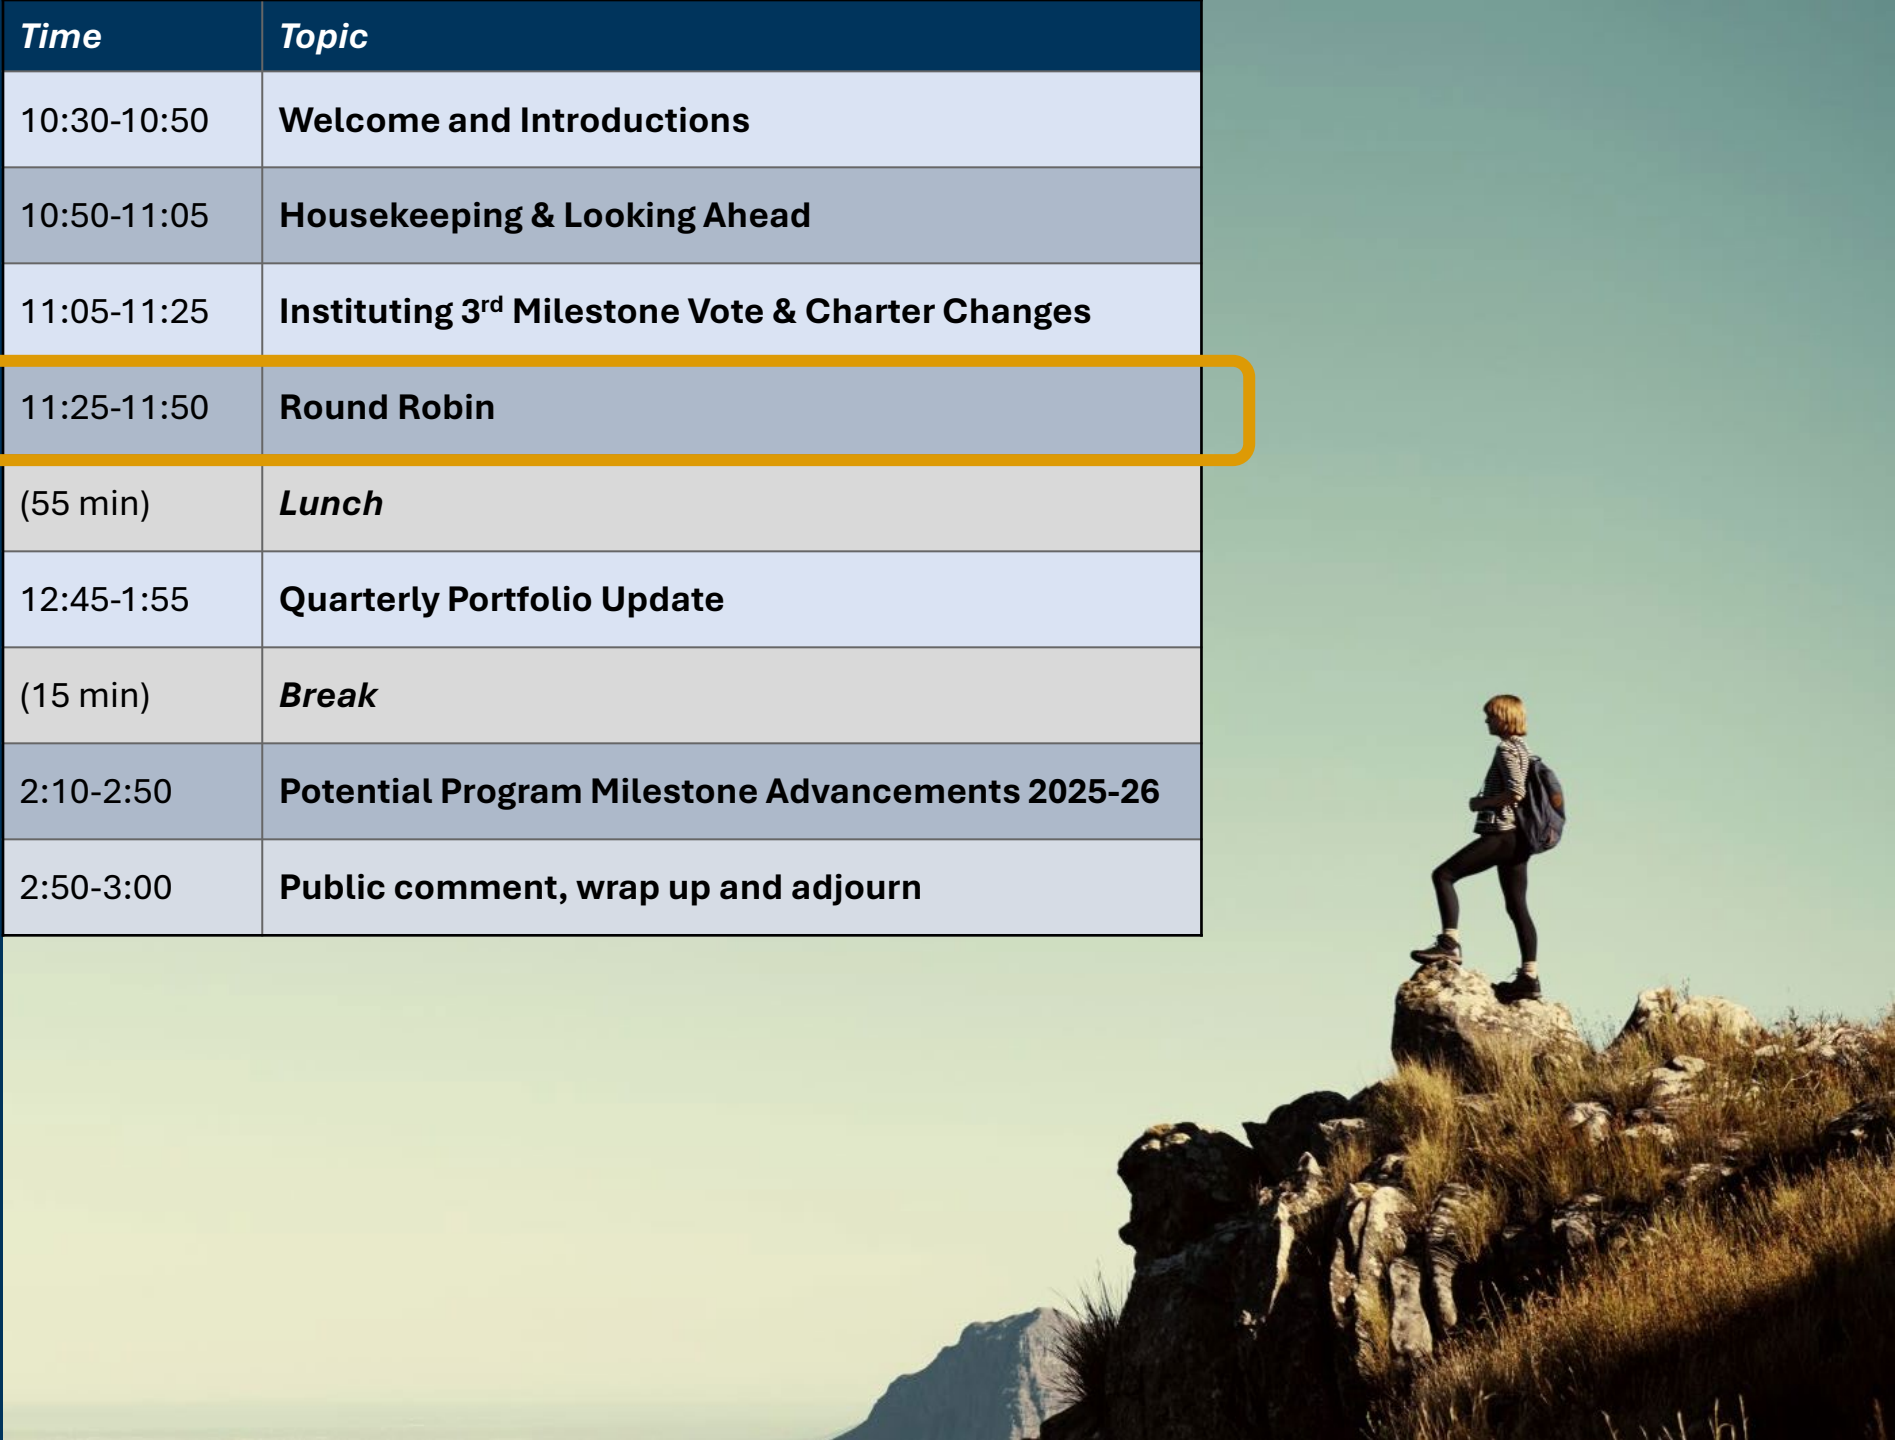 Time Topic
10:30-10:50 Welcome and Introductions
10:50-11:05 Housekeeping & Looking Ahead
11:05-11:25 Instituting 3rd Milestone Vote & Charter Changes
11:25-11:50 Round Robin
(55 min) Lunch
12:45-1:55 Quarterly Portfolio Update
(15 min) Break
2:10-2:50 Potential Program Milestone Advancements 2025-26
2:50-3:00 Public comment, wrap up and adjourn